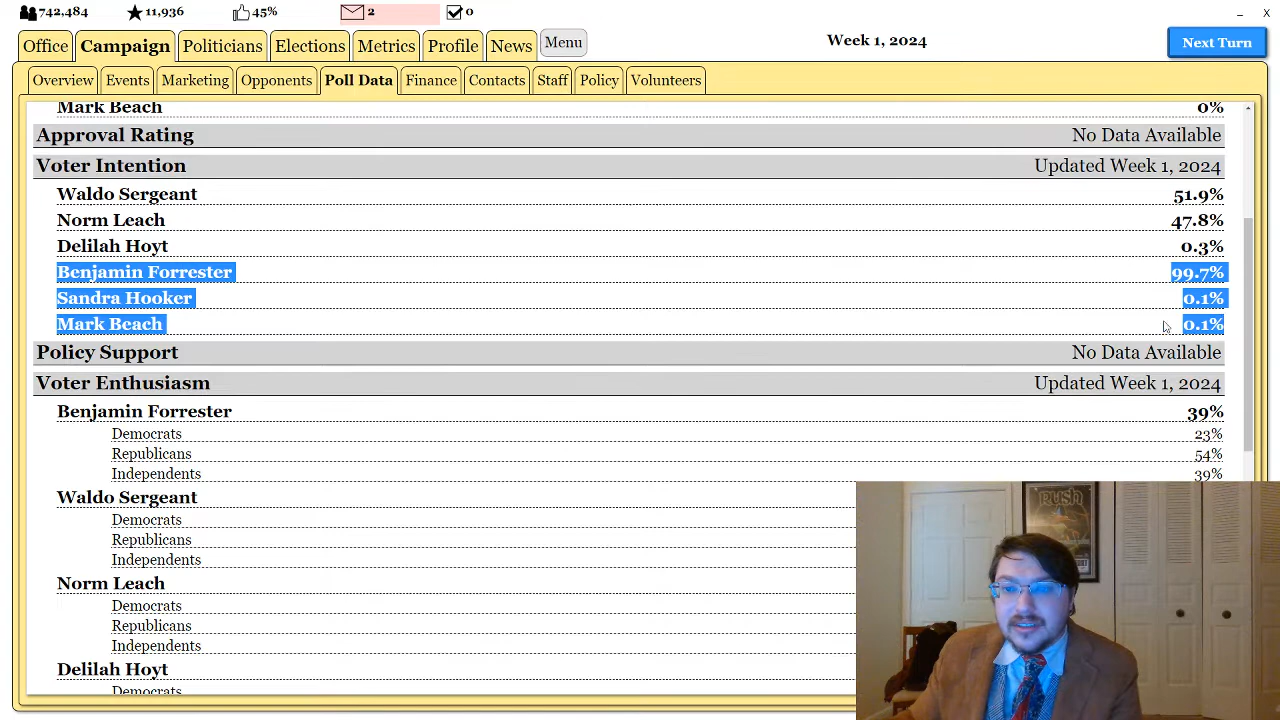 742,484 11,936 45% 2 0
Office Campaign Politicians Elections Metrics Profile News Menu Week 1, 2024 Next Turn
Overview Events Marketing Opponents Poll Data Finance Contacts Staff Policy Volunteers
Mark Beach 0%
Approval Rating No Data Available
Voter Intention Updated Week 1, 2024
Waldo Sergeant 51.9%
Norm Leach 47.8%
Delilah Hoyt 0.3%
Benjamin Forrester 99.7%
Sandra Hooker 0.1%
Mark Beach 0.1%
Policy Support No Data Available
Voter Enthusiasm Updated Week 1, 2024
Benjamin Forrester 39%
Democrats 23%
Republicans 54%
Independents 39%
Waldo Sergeant
Democrats
Republicans
Independents
Norm Leach
Democrats
Republicans
Independents
Delilah Hoyt
Democrats
RUSH